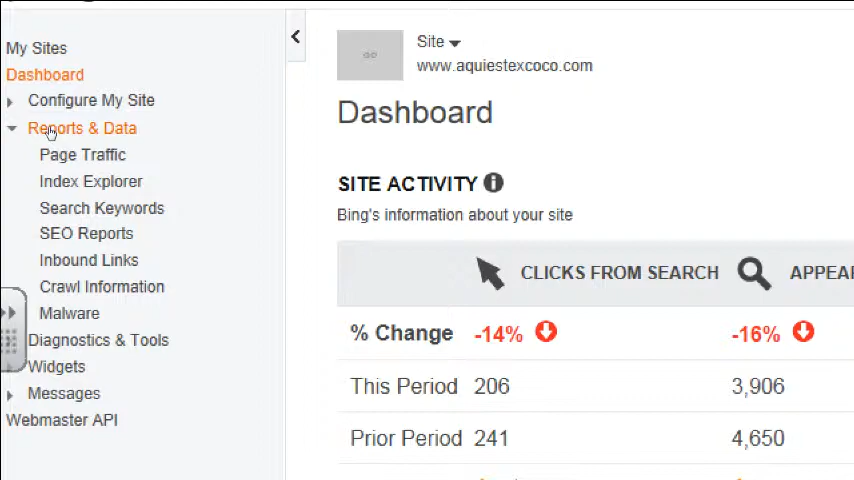 My Sites
Dashboard
Configure My Site
Reports & Data
Page Traffic
Index Explorer
Search Keywords
SEO Reports
Inbound Links
Crawl Information
Malware
Diagnostics & Tools
Widgets
Messages
Webmaster API
Site
www.aquiestexcoco.com
Dashboard
SITE ACTIVITY
Bing's information about your site
CLICKS FROM SEARCH APPEA
% Change -14% -16%
This Period 206 3,906
Prior Period 241 4,650